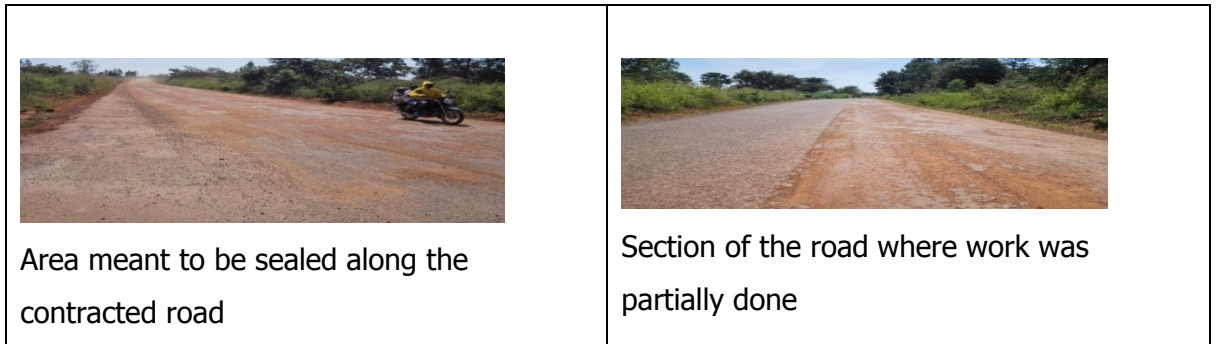 Area meant to be sealed along the
contracted road
Section of the road where work was
partially done